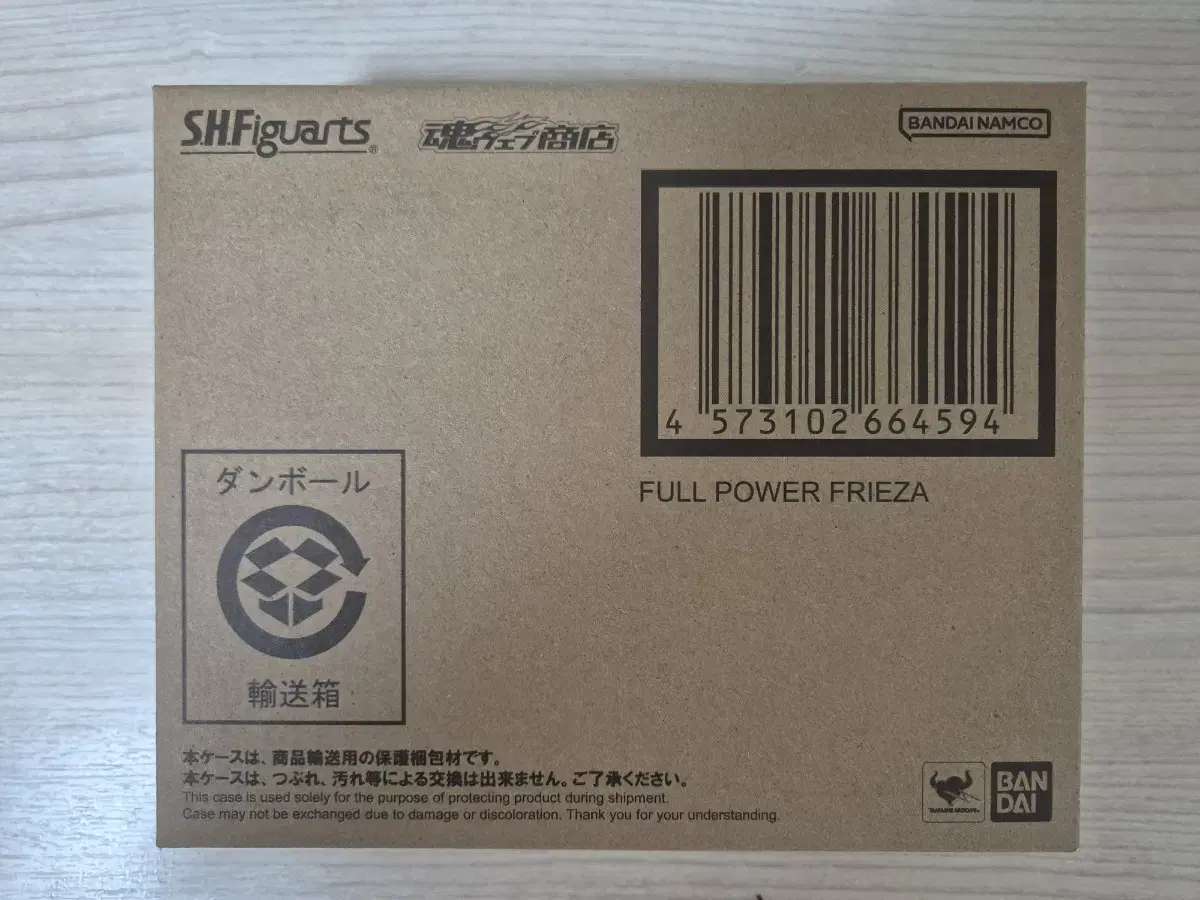 S.H.Figuarts®
魂ウェブ商店
BANDAI NAMCO
4 573102 664594
FULL POWER FRIEZA
ダンボール
輸送箱
本ケースは、商品輸送用の保護梱包材です。
本ケースは、つぶれ、汚れ等による交換は出来ません。ご了承ください。
This case is used solely for the purpose of protecting product during shipment.
Case may not be exchanged due to damage or discoloration. Thank you for your understanding.
BAN
DAI